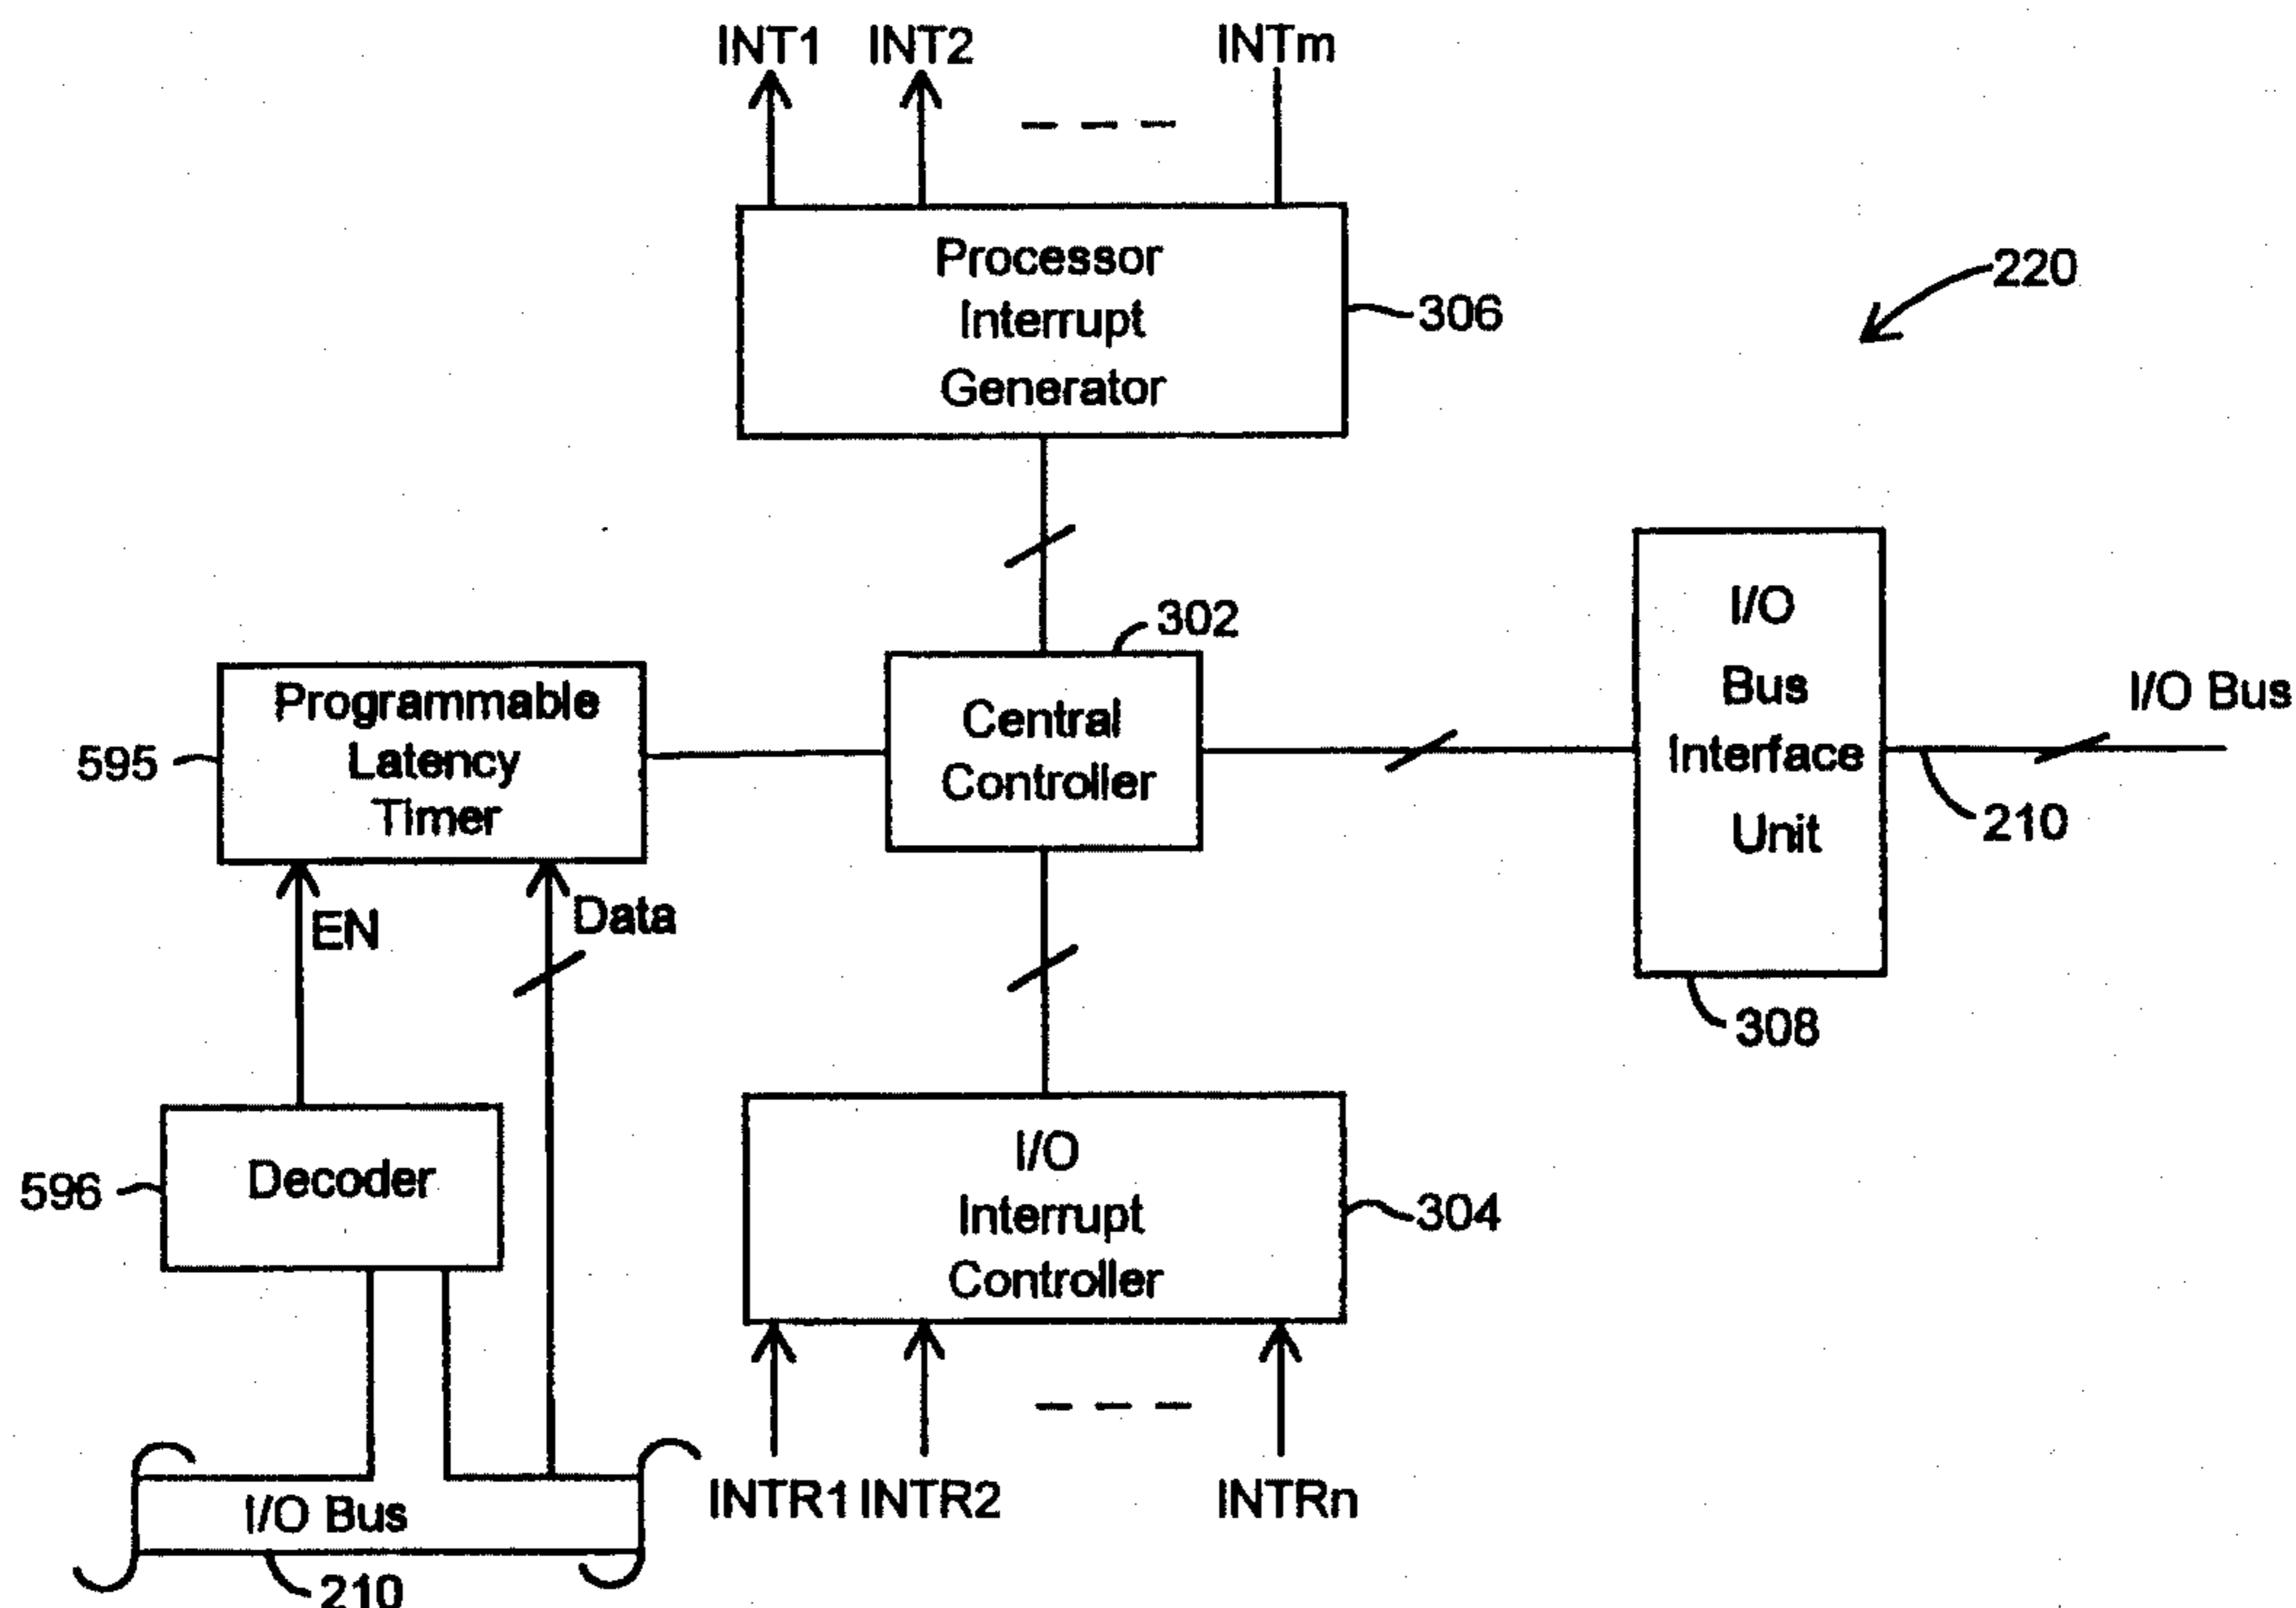 INT1 INT2 INTm
Processor
Interrupt
Generator
306
220
302
Central
Controller
Programmable
Latency
Timer
595
I/O
Bus
Interface
Unit
I/O Bus
210
308
EN
Data
Decoder
596
I/O
Interrupt
Controller
304
INTR1 INTR2 INTRn
I/O Bus
210